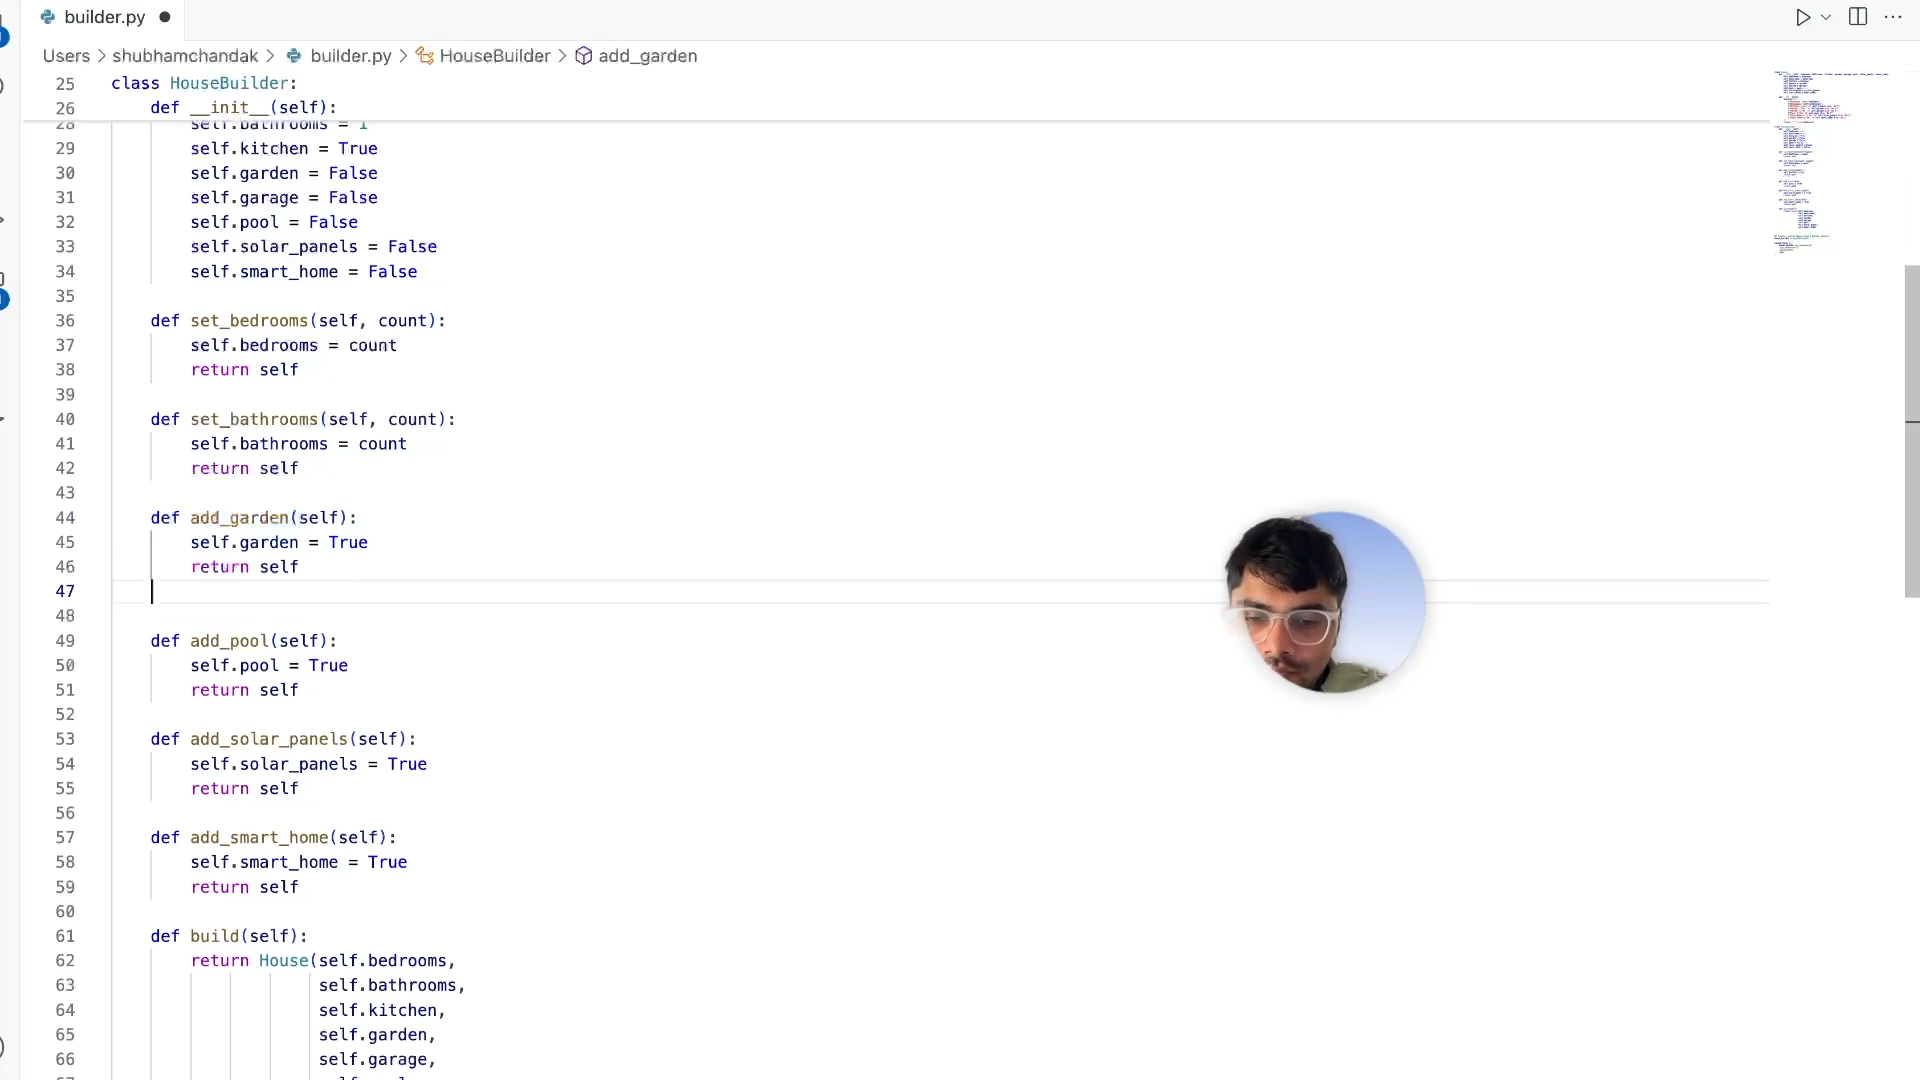 builder.py
Users > shubhamchandak > builder.py > HouseBuilder > add_garden
25 class HouseBuilder:
26 def __init__(self):
28 self.bathrooms = 1
29 self.kitchen = True
30 self.garden = False
31 self.garage = False
32 self.pool = False
33 self.solar_panels = False
34 self.smart_home = False
35
36 def set_bedrooms(self, count):
37 self.bedrooms = count
38 return self
39
40 def set_bathrooms(self, count):
41 self.bathrooms = count
42 return self
43
44 def add_garden(self):
45 self.garden = True
46 return self
47
48
49 def add_pool(self):
50 self.pool = True
51 return self
52
53 def add_solar_panels(self):
54 self.solar_panels = True
55 return self
56
57 def add_smart_home(self):
58 self.smart_home = True
59 return self
60
61 def build(self):
62 return House(self.bedrooms,
63 self.bathrooms,
64 self.kitchen,
65 self.garden,
66 self.garage,